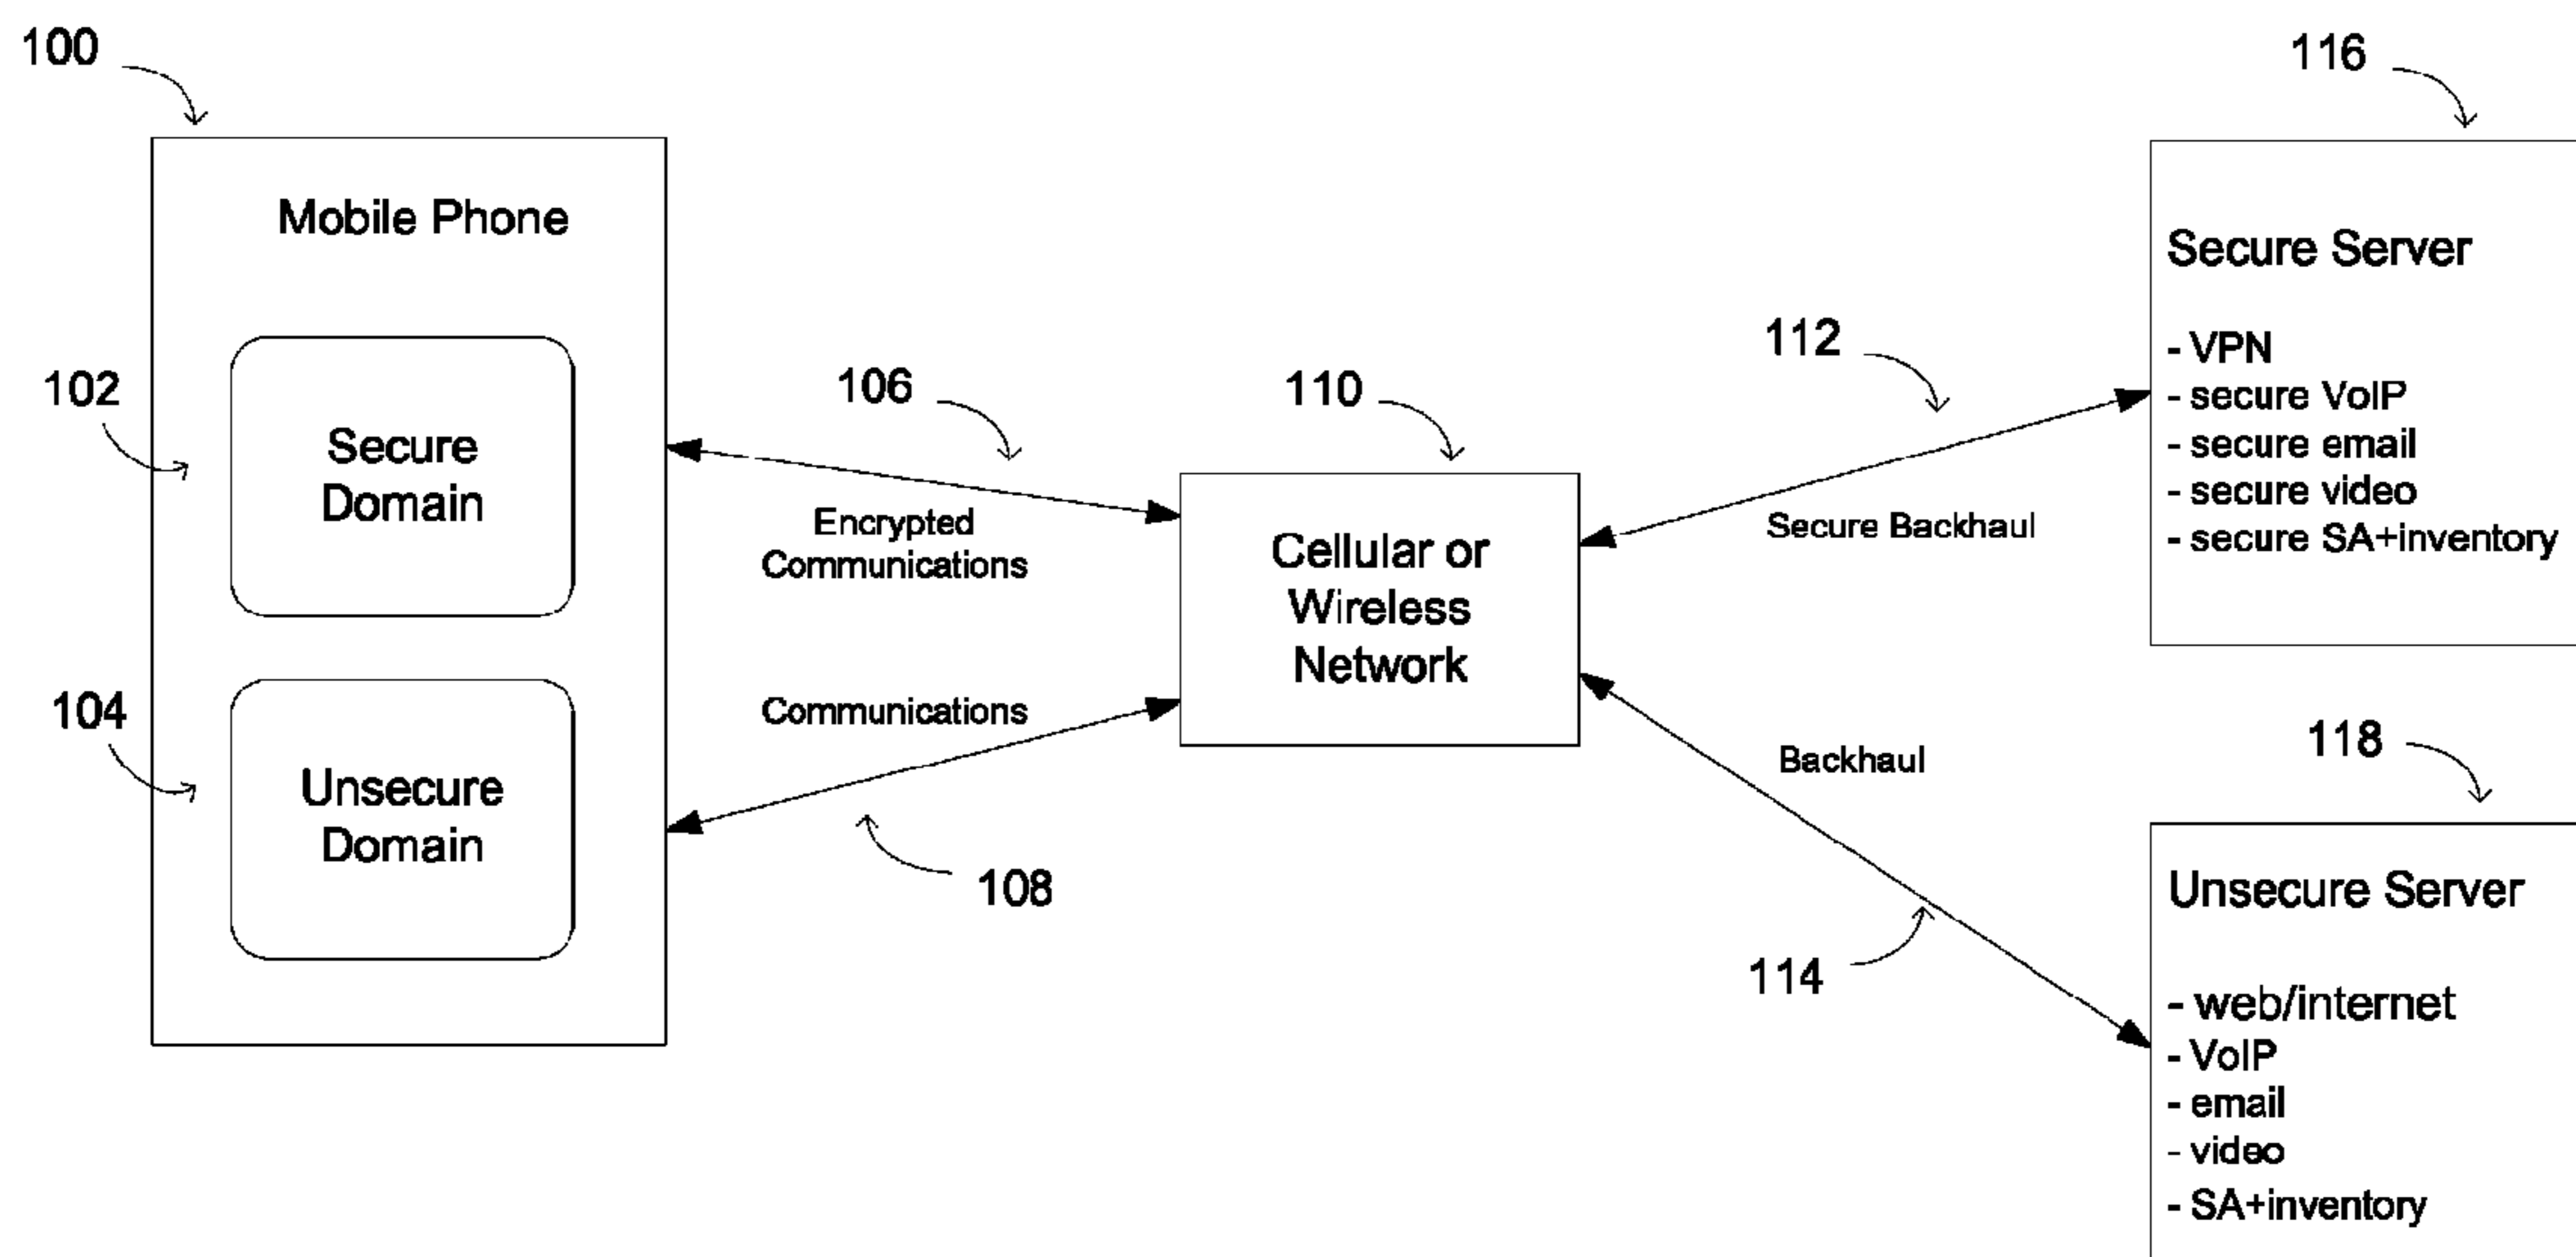 100
Mobile Phone
102
Secure
Domain
104
Unsecure
Domain
106
Encrypted
Communications
Communications
108
110
Cellular or
Wireless
Network
112
Secure Backhaul
Backhaul
114
116
Secure Server
- VPN
- secure VoIP
- secure email
- secure video
- secure SA+inventory
118
Unsecure Server
- web/internet
- VoIP
- email
- video
- SA+inventory